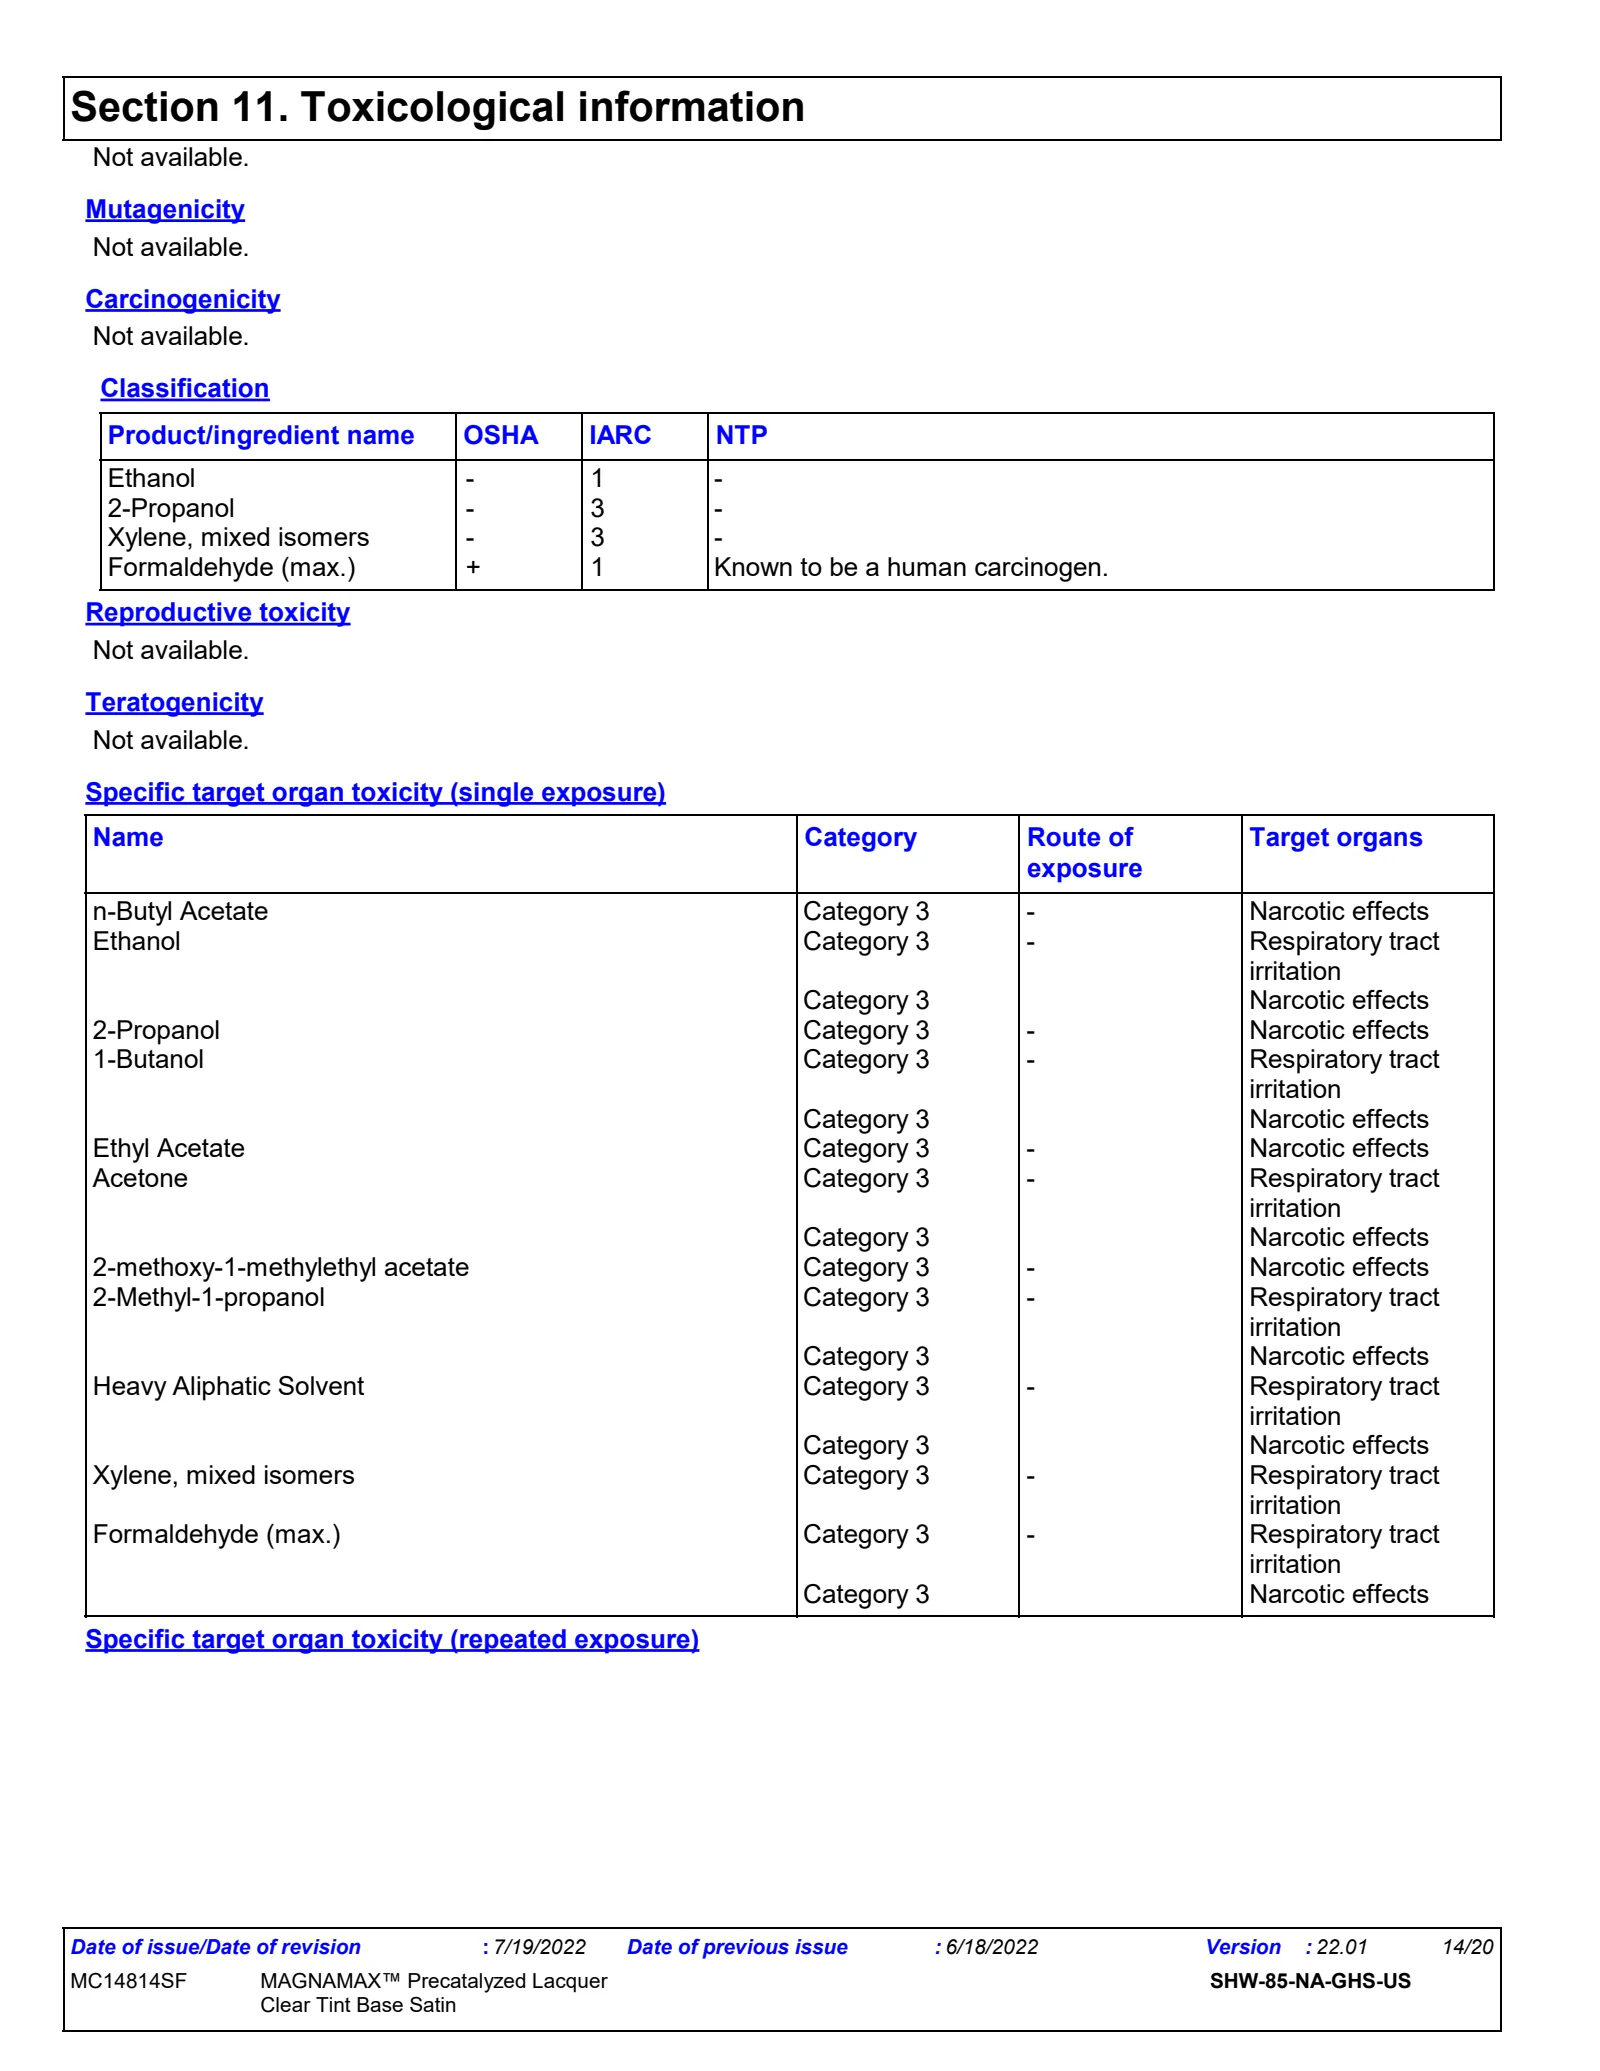 Section 11. Toxicological information
Not available.
Mutagenicity
Not available.
Carcinogenicity
Not available.
Classification
Product/ingredient name OSHA IARC NTP
Ethanol - 1 -
2-Propanol - 3 -
Xylene, mixed isomers - 3 -
Formaldehyde (max.) + 1 Known to be a human carcinogen.
Reproductive toxicity
Not available.
Teratogenicity
Not available.
Specific target organ toxicity (single exposure)
Name Category Route of Target organs
exposure
n-Butyl Acetate Category 3 - Narcotic effects
Ethanol Category 3 - Respiratory tract
irritation
Category 3 Narcotic effects
2-Propanol Category 3 - Narcotic effects
1-Butanol Category 3 - Respiratory tract
irritation
Category 3 Narcotic effects
Ethyl Acetate Category 3 - Narcotic effects
Acetone Category 3 - Respiratory tract
irritation
Category 3 Narcotic effects
2-methoxy-1-methylethyl acetate Category 3 - Narcotic effects
2-Methyl-1-propanol Category 3 - Respiratory tract
irritation
Category 3 Narcotic effects
Heavy Aliphatic Solvent Category 3 - Respiratory tract
irritation
Category 3 Narcotic effects
Xylene, mixed isomers Category 3 - Respiratory tract
irritation
Formaldehyde (max.) Category 3 - Respiratory tract
irritation
Category 3 Narcotic effects
Specific target organ toxicity (repeated exposure)
Date of issue/Date of revision : 7/19/2022 Date of previous issue : 6/18/2022 Version : 22.01 14/20
MC14814SF MAGNAMAX™ Precatalyzed Lacquer SHW-85-NA-GHS-US
Clear Tint Base Satin